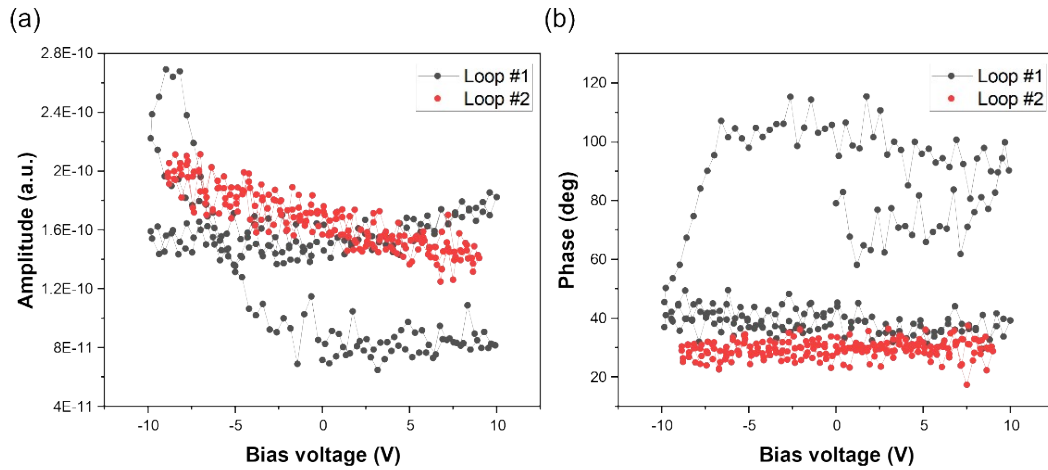 (a)
(b)
Loop #1
Loop #2
Amplitude (a.u.)
2.8E-10
2.4E-10
2E-10
1.6E-10
1.2E-10
8E-11
4E-11
-10 -5 0 5 10
Bias voltage (V)
Loop #1
Loop #2
Phase (deg)
120
100
80
60
40
20
-10 -5 0 5 10
Bias voltage (V)